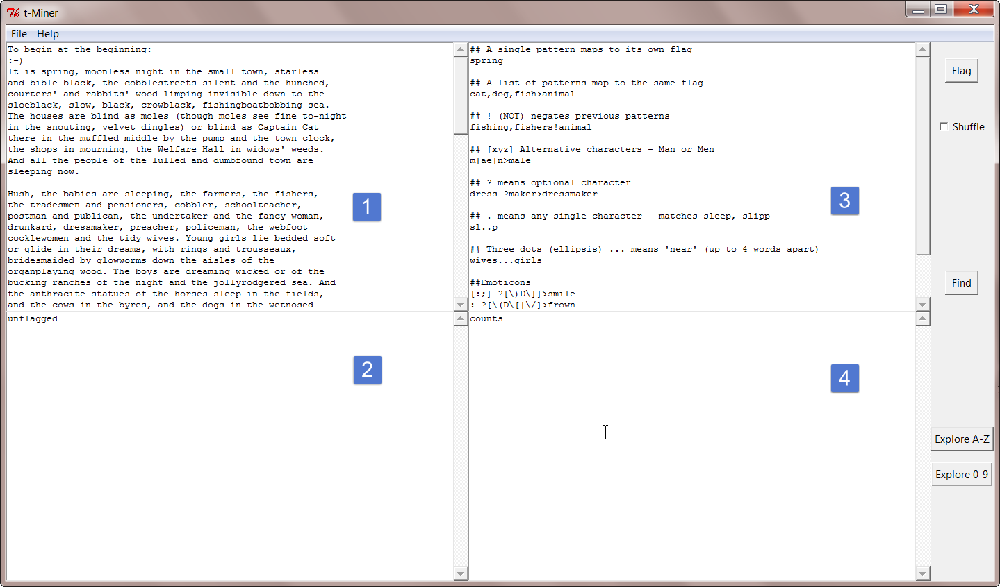 t-Miner
File Help
To begin at the beginning:
:-)
It is spring, moonless night in the small town, starless
and bible-black, the cobblestreets silent and the hunched,
courters'-and-rabbits' wood limping invisible down to the
sloeblack, slow, black, crowblack, fishingboatbobbing sea.
The houses are blind as moles (though moles see fine to-night
in the snouting, velvet dingles) or blind as Captain Cat
there in the muffled middle by the pump and the town clock,
the shops in mourning, the Welfare Hall in widows' weeds.
And all the people of the lulled and dumbfound town are
sleeping now.
Hush, the babies are sleeping, the farmers, the fishers,
the tradesmen and pensioners, cobbler, schoolteacher,
postman and publican, the undertaker and the fancy woman,
drunkard, dressmaker, preacher, policeman, the webfoot
cocklewomen and the tidy wives. Young girls lie bedded soft
or glide in their dreams, with rings and trousseaux,
bridesmaided by glowworms down the aisles of the
organplaying wood. The boys are dreaming wicked or of the
bucking ranches of the night and the jollyrodgered sea. And
the anthracite statues of the horses sleep in the fields,
and the cows in the byres, and the dogs in the wetnosed
1
unflagged
2
## A single pattern maps to its own flag
spring
## A list of patterns map to the same flag
cat,dog,fish>animal
## ! (NOT) negates previous patterns
fishing,fishers!animal
## [xyz] Alternative characters - Man or Men
m[ae]n>male
## ? means optional character
dress-?maker>dressmaker
## . means any single character - matches sleep, slipp
sl..p
## Three dots (ellipsis) ... means 'near' (up to 4 words apart)
wives...girls
##Emoticons
[:;]-?[\)D\]]>smile
:-?[\(D\[|\/]>frown
3
counts
4
Flag
Shuffle
Find
Explore A-Z
Explore 0-9